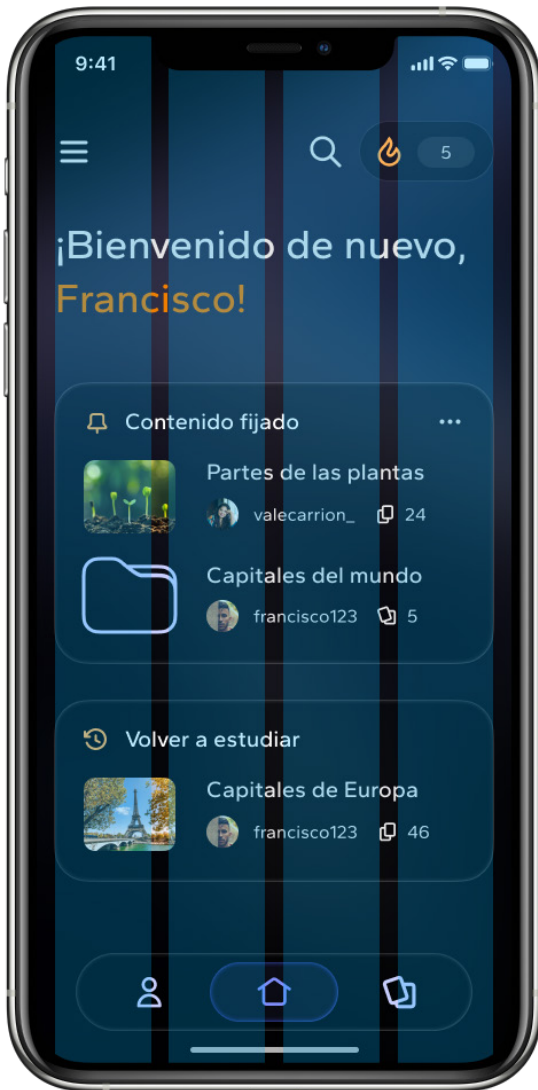 9:41
5
¡Bienvenido de nuevo,
Francisco!
Contenido fijado
Partes de las plantas
valecarrion_ 24
Capitales del mundo
francisco123 5
Volver a estudiar
Capitales de Europa
francisco123 46